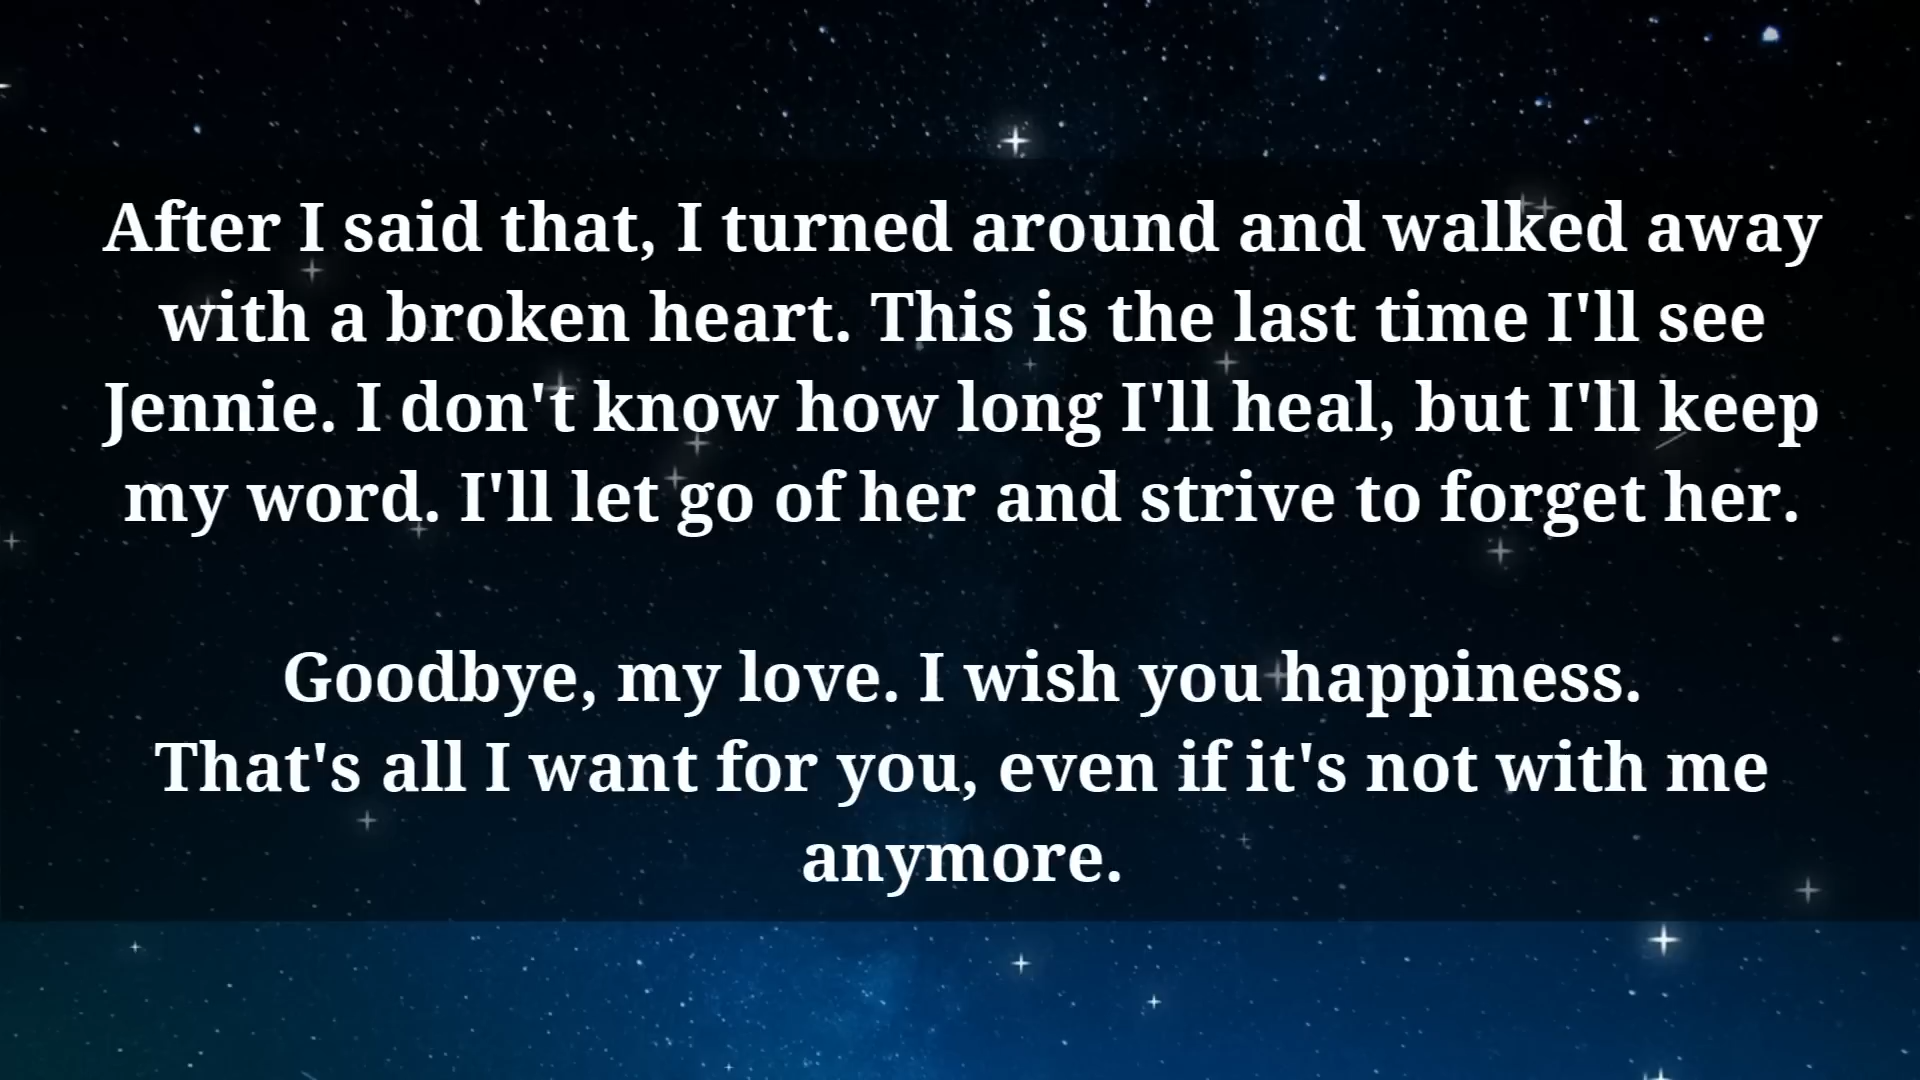 After I said that, I turned around and walked away
with a broken heart. This is the last time I'll see
Jennie. I don't know how long I'll heal, but I'll keep
my word. I'll let go of her and strive to forget her.
Goodbye, my love. I wish you happiness.
That's all I want for you, even if it's not with me
anymore.